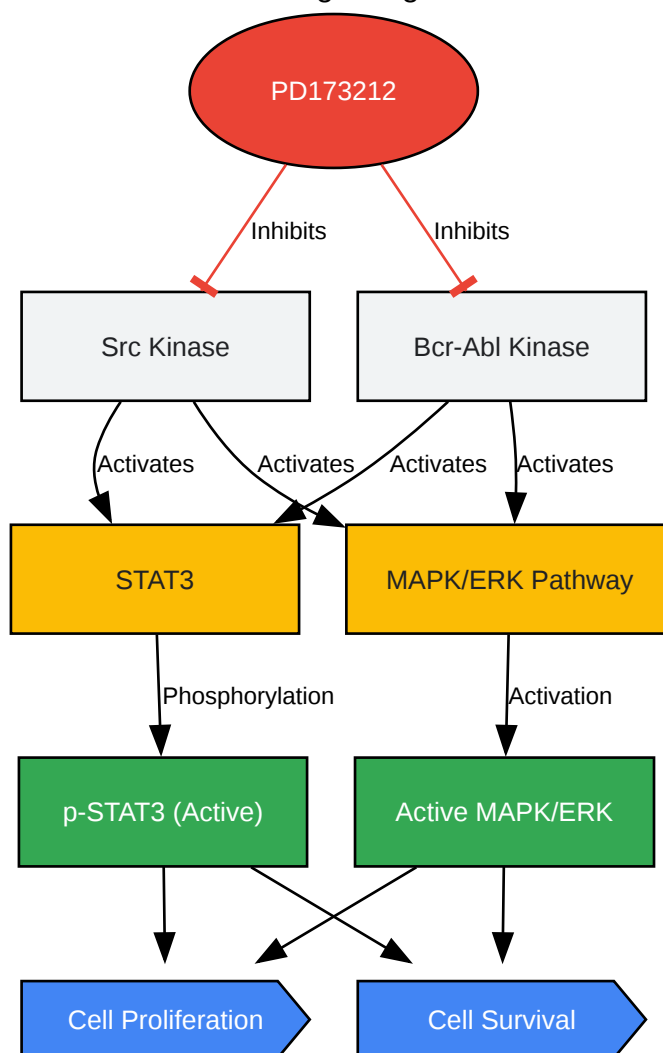 PD173212
Inhibits
Inhibits
Src Kinase
Bcr-Abl Kinase
Activates
Activates
Activates
Activates
STAT3
MAPK/ERK Pathway
Phosphorylation
Activation
p-STAT3 (Active)
Active MAPK/ERK
Cell Proliferation
Cell Survival